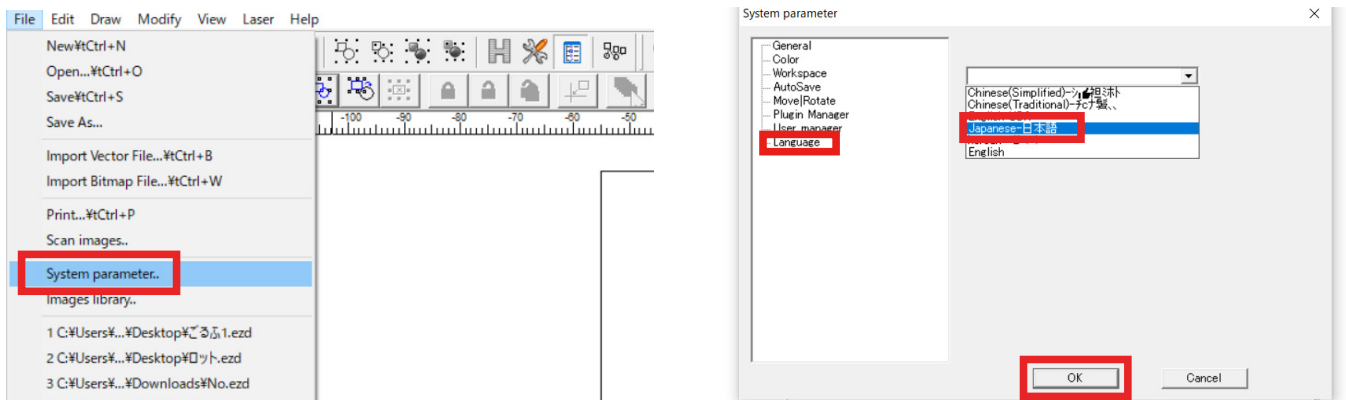 File Edit Draw Modify View Laser Help
New¥tCtrl+N
Open...¥tCtrl+O
Save¥tCtrl+S
Save As...
Import Vector File...¥tCtrl+B
Import Bitmap File...¥tCtrl+W
Print...¥tCtrl+P
Scan images..
System parameter..
Images library..
1 C:¥Users¥...¥Desktop¥ごるふ1.ezd
2 C:¥Users¥...¥Desktop¥ロット.ezd
3 C:¥Users¥...¥Downloads¥No.ezd
-100 -90 -80 -70 -60 -50
System parameter
General
Color
Workspace
AutoSave
Move|Rotate
Plugin Manager
User manager
Language
Chinese(Simplified)-
Chinese(Traditional)-
Japanese-日本語
English
OK Cancel